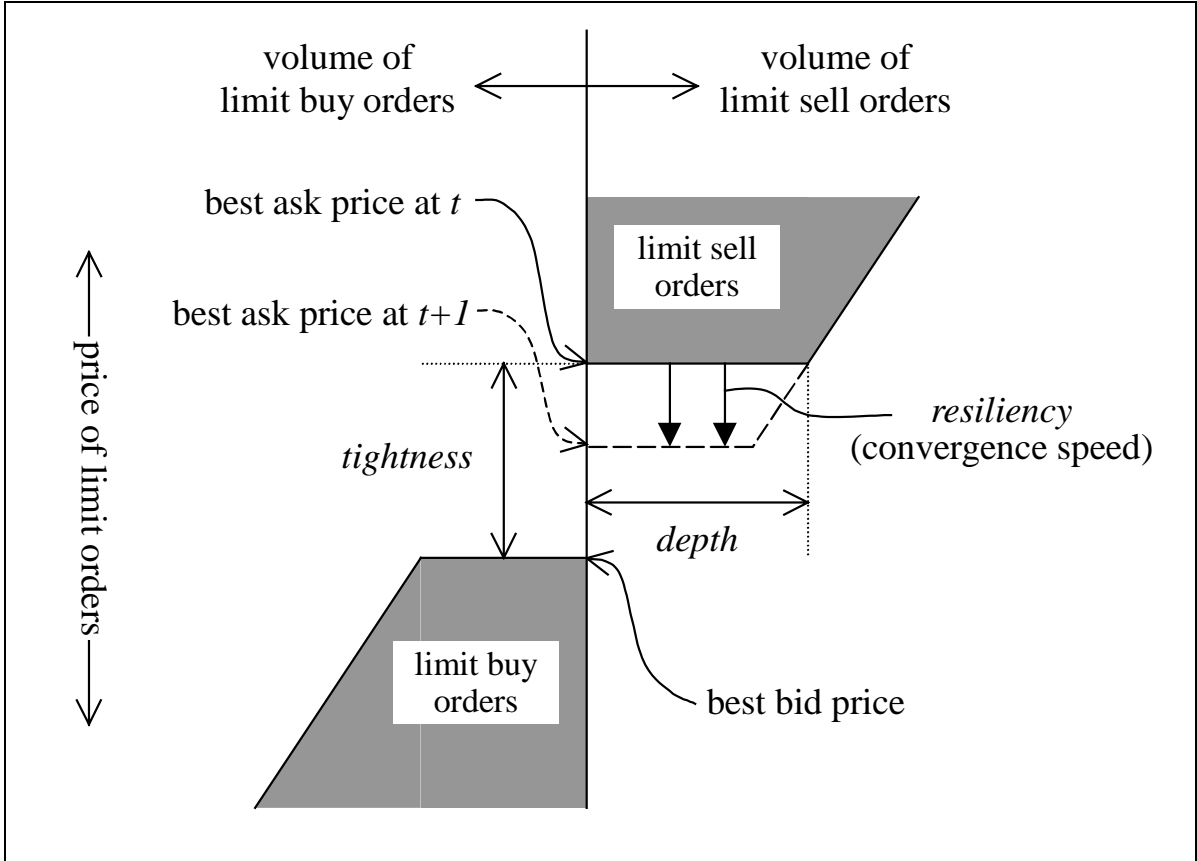 volume of
limit buy orders
volume of
limit sell orders
best ask price at t
limit sell
orders
best ask price at t+1
price of limit orders
resiliency
(convergence speed)
tightness
depth
limit buy
orders
best bid price